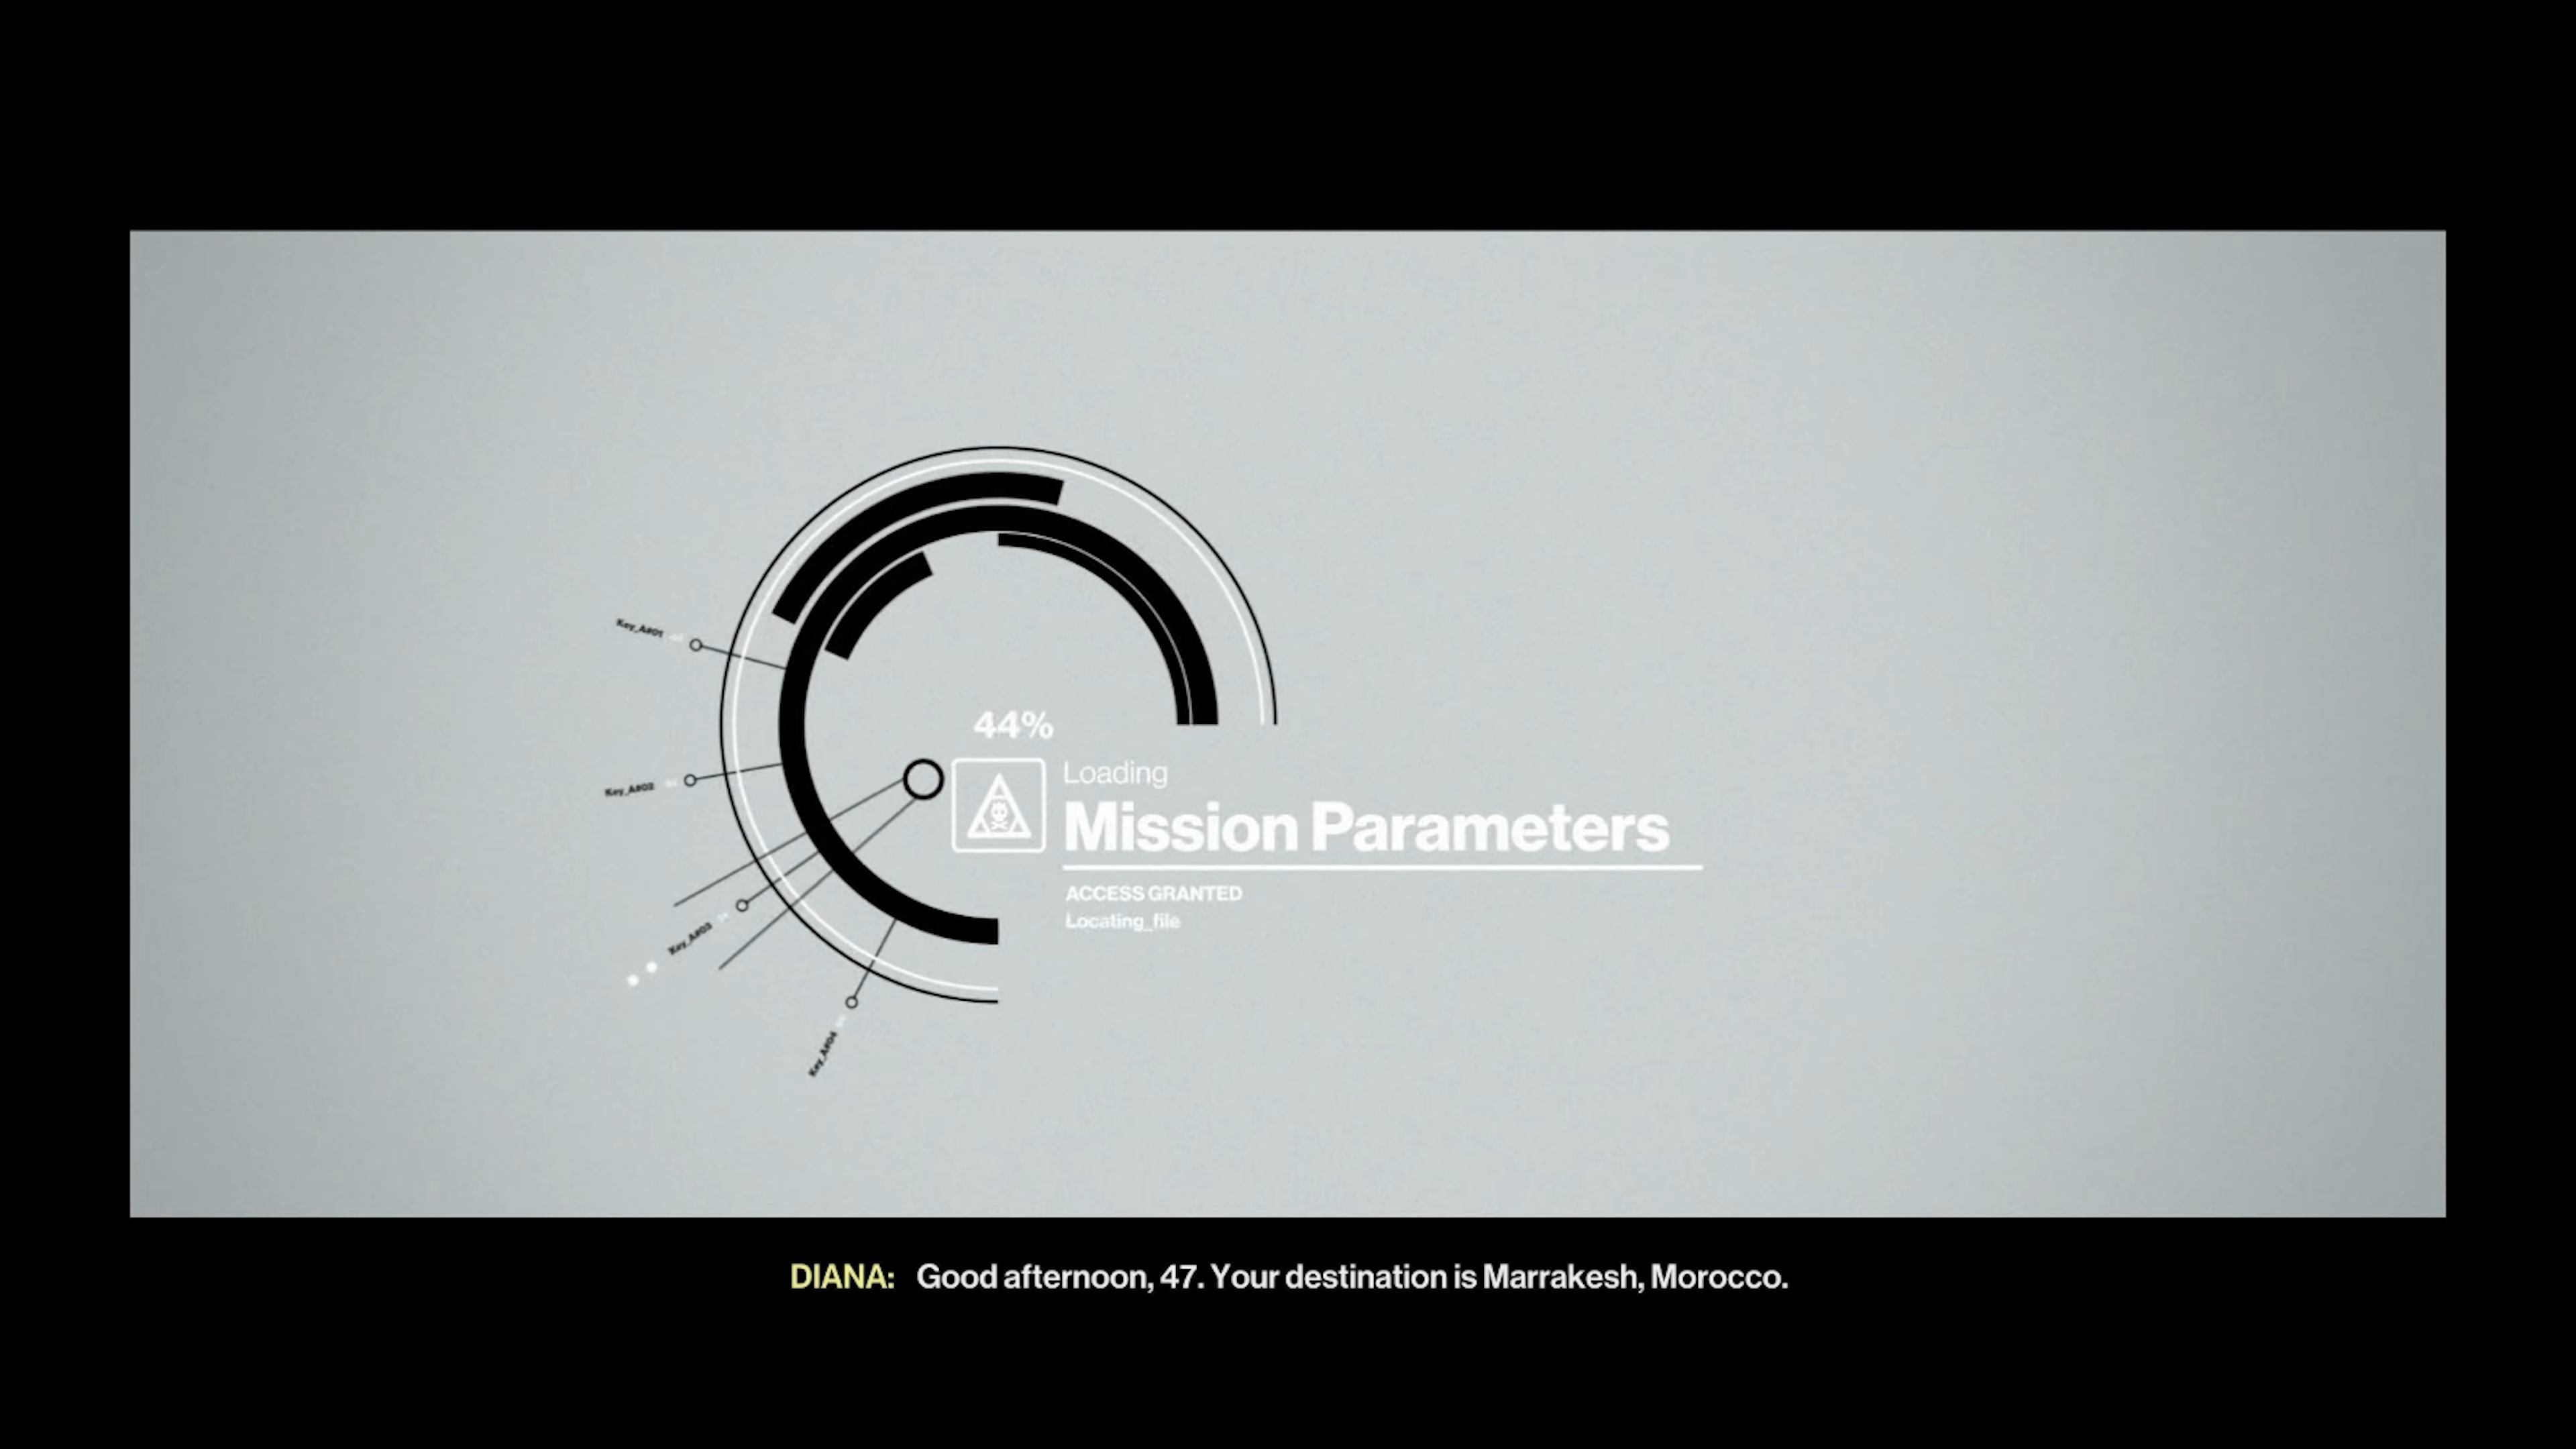 Key_A#01
44%
Loading
Key_A#02
Mission Parameters
ACCESS GRANTED
Locating_file
Key_A#03
Key_A#04
DIANA: Good afternoon, 47. Your destination is Marrakesh, Morocco.